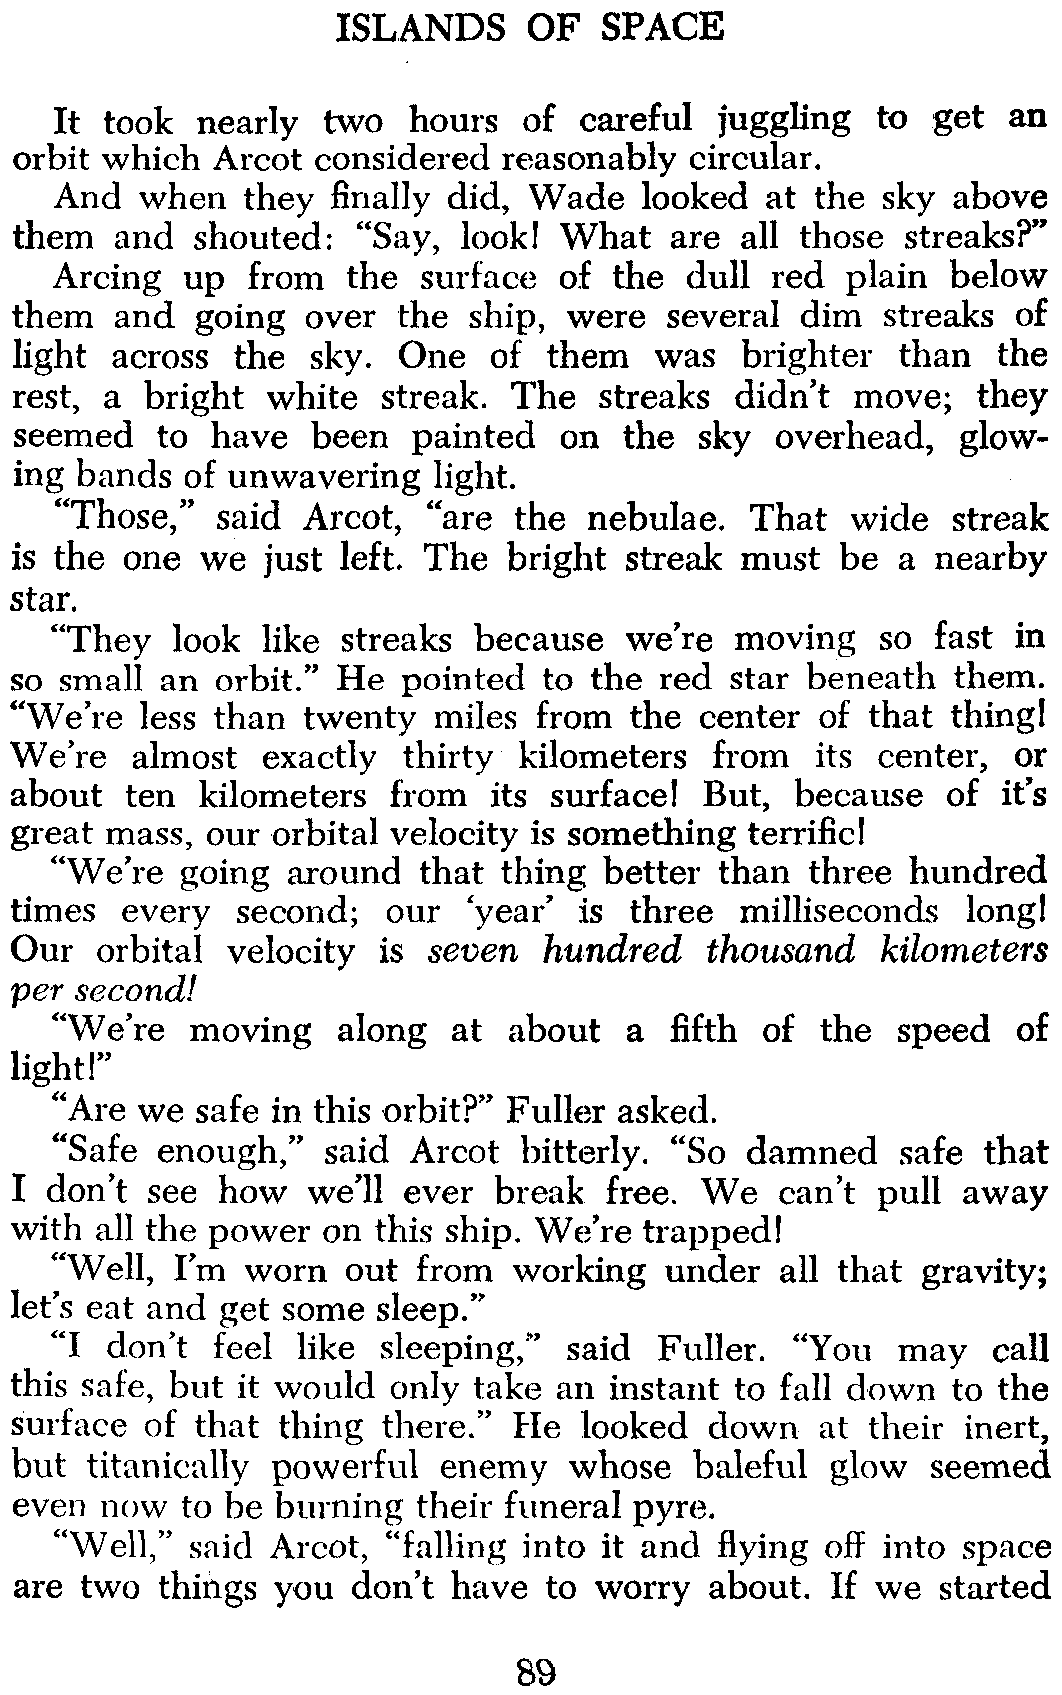 ISLANDS OF SPACE
It took nearly two hours of careful juggling to get an
orbit which Arcot considered reasonably circular.
And when they finally did, Wade looked at the sky above
them and shouted: “Say, look! What are all those streaks?”
Arcing up from the surface of the dull red plain below
them and going over the ship, were several dim streaks of
light across the sky. One of them was brighter than the
rest, a bright white streak. The streaks didn’t move; they
seemed to have been painted on the sky overhead, glow-
ing bands of unwavering light.
“Those,” said Arcot, “are the nebulae. That wide streak
is the one we just left. The bright streak must be a nearby
star.
“They look like streaks because we’re moving so fast in
so small an orbit.” He pointed to the red star beneath them.
“We’re less than twenty miles from the center of that thing!
We’re almost exactly thirty kilometers from its center, or
about ten kilometers from its surface! But, because of it’s
great mass, our orbital velocity is something terrific!
“We’re going around that thing better than three hundred
times every second; our ‘year’ is three milliseconds long!
Our orbital velocity is seven hundred thousand kilometers
per second!
“We’re moving along at about a fifth of the speed of
light!”
“Are we safe in this orbit?” Fuller asked.
“Safe enough,” said Arcot bitterly. “So damned safe that
I don’t see how we’ll ever break free. We can’t pull away
with all the power on this ship. We’re trapped!
“Well, I’m worn out from working under all that gravity;
let’s eat and get some sleep.”
“I don’t feel like sleeping,” said Fuller. “You may call
this safe, but it would only take an instant to fall down to the
surface of that thing there.” He looked down at their inert,
but titanically powerful enemy whose baleful glow seemed
even now to be burning their funeral pyre.
“Well,” said Arcot, “falling into it and flying off into space
are two things you don’t have to worry about. If we started
89